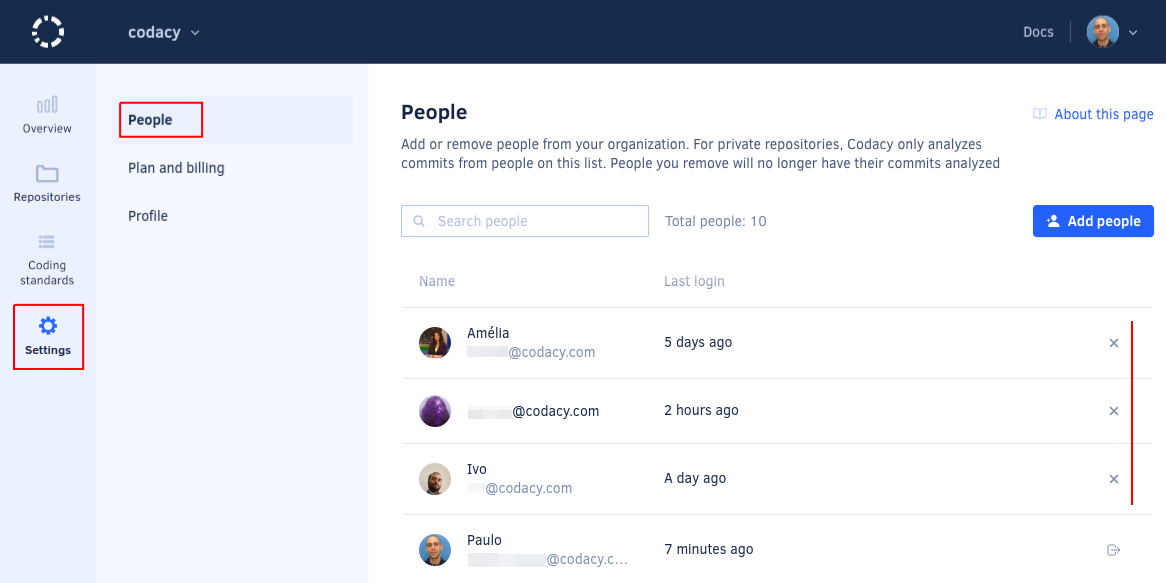 codacy
Docs
Overview
Repositories
Coding
standards
Settings
People
Plan and billing
Profile
People
About this page
Add or remove people from your organization. For private repositories, Codacy only analyzes
commits from people on this list. People you remove will no longer have their commits analyzed
Search people
Total people: 10
Add people
Name
Last login
Amélia
@codacy.com
5 days ago
@codacy.com
2 hours ago
Ivo
@codacy.com
A day ago
Paulo
@codacy.c...
7 minutes ago